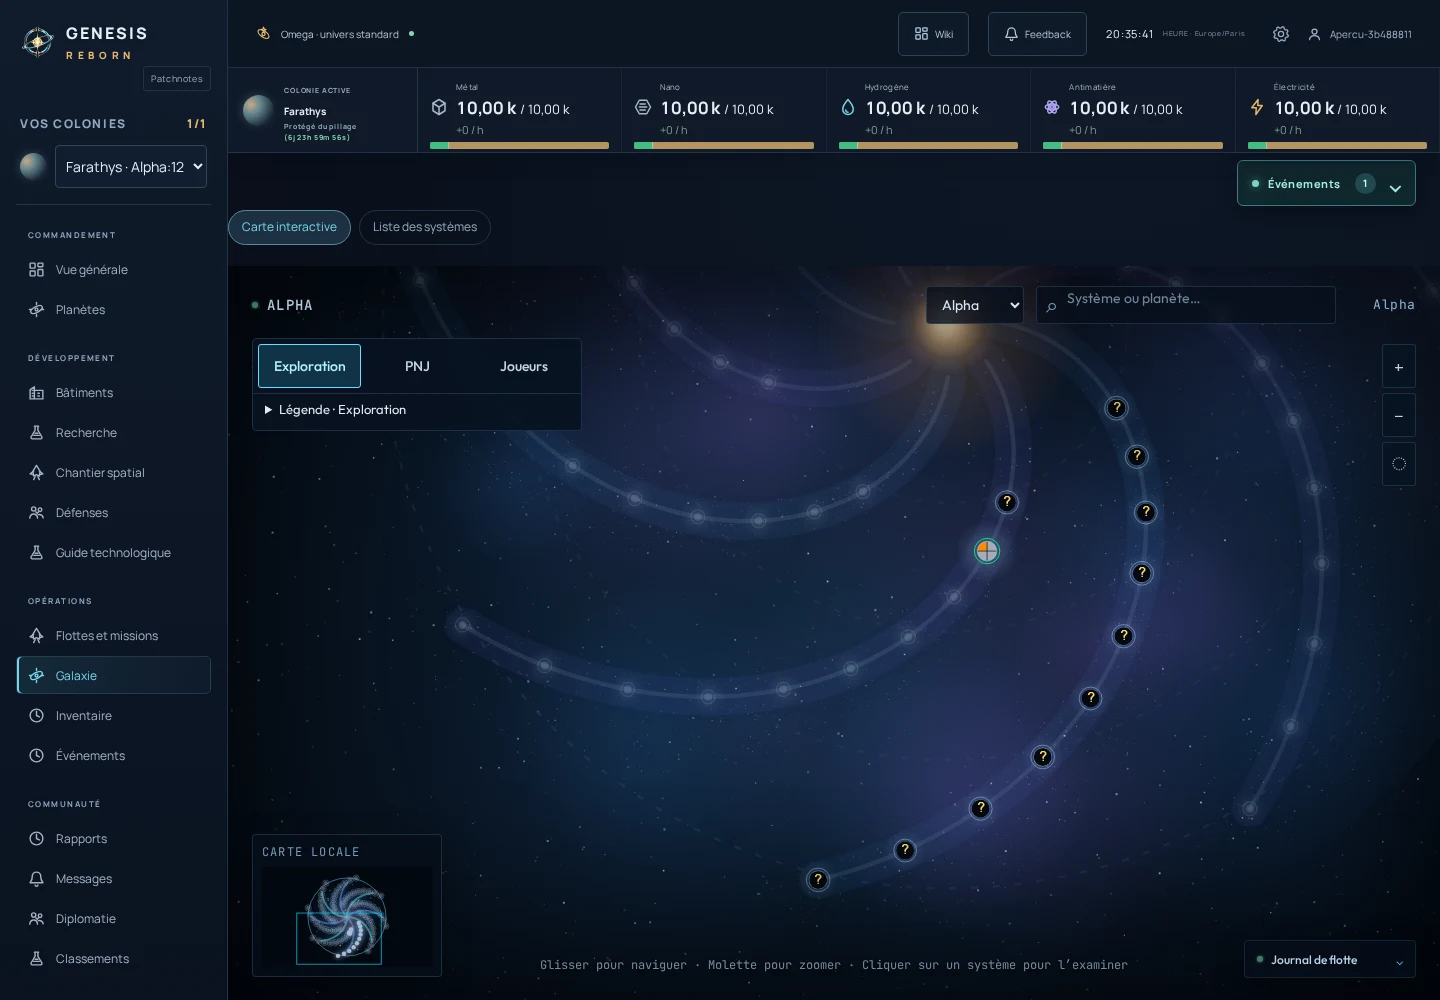 GENESIS
REBORN
Patchnotes
VOS COLONIES 1/1
Farathys · Alpha:12
COMMANDEMENT
Vue générale
Planètes
DÉVELOPPEMENT
Bâtiments
Recherche
Chantier spatial
Défenses
Guide technologique
OPÉRATIONS
Flottes et missions
Galaxie
Inventaire
Événements
COMMUNAUTÉ
Rapports
Messages
Diplomatie
Classements
Omega · univers standard
Wiki
Feedback
20:35:41 HEURE · Europe/Paris
Apercu-3b488811
COLONIE ACTIVE
Farathys
Protégé du pillage
(6j 23h 59m 56s)
Métal
10,00 k / 10,00 k
+0 / h
Nano
10,00 k / 10,00 k
+0 / h
Hydrogène
10,00 k / 10,00 k
+0 / h
Antimatière
10,00 k / 10,00 k
+0 / h
Électricité
10,00 k / 10,00 k
+0 / h
Événements 1
Carte interactive
Liste des systèmes
ALPHA
Alpha
Système ou planète…
Alpha
Exploration
PNJ
Joueurs
Légende · Exploration
+
−
?
?
?
?
?
?
?
?
?
?
?
CARTE LOCALE
Glisser pour naviguer · Molette pour zoomer · Cliquer sur un système pour l’examiner
Journal de flotte